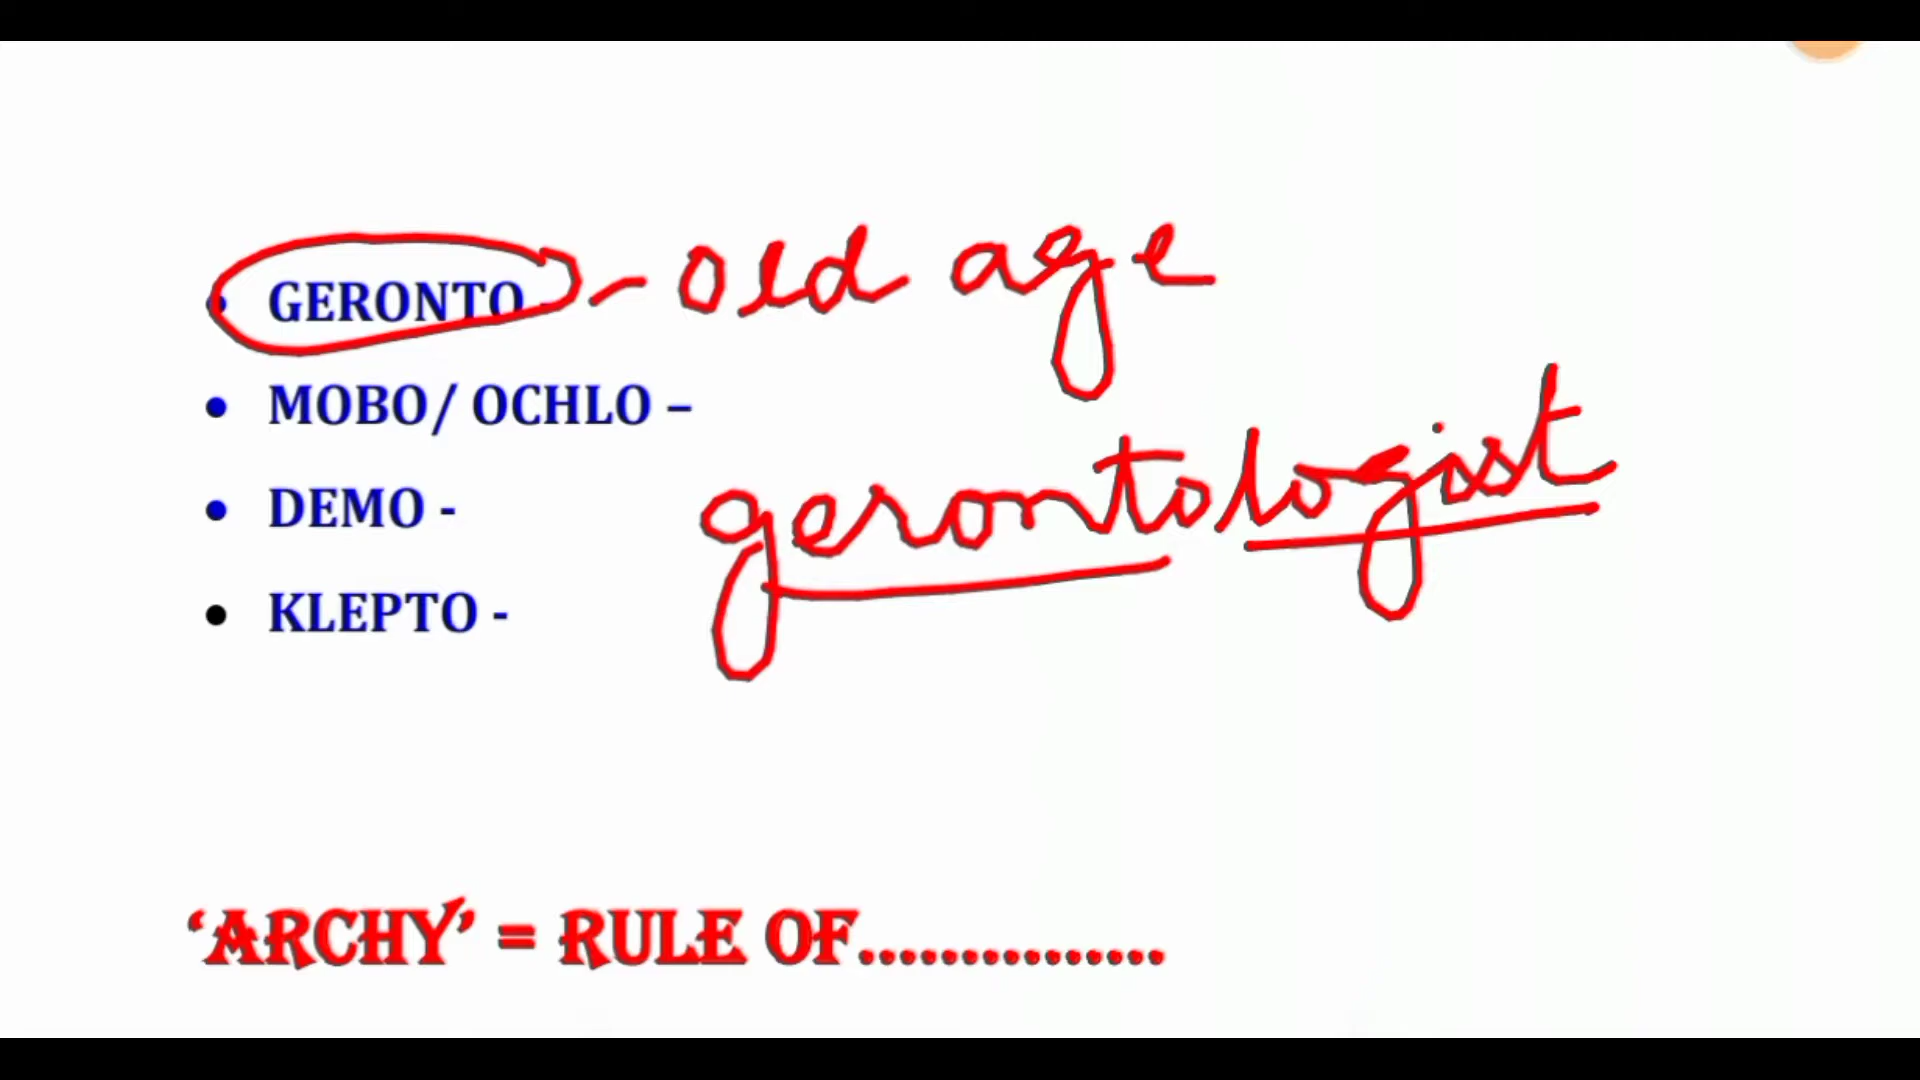 • GERONTO - – old age
• MOBO/ OCHLO –
• DEMO -
gerontologist
• KLEPTO -
‘ARCHY’ = RULE OF...............